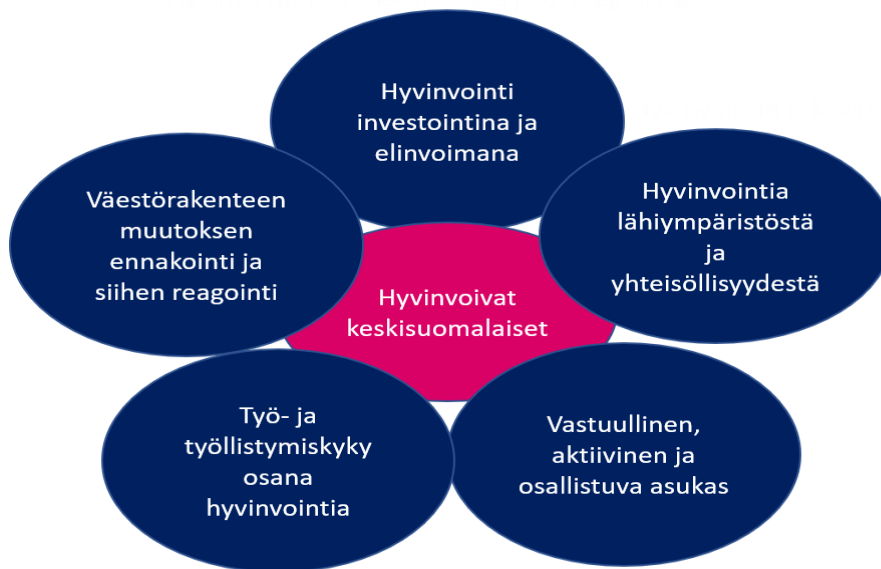 Hyvinvointi
investointina ja
elinvoimana
Hyvinvointia
lähiympäristöstä
ja
yhteisöllisyydestä
Vastuullinen,
aktiivinen ja
osallistuva asukas
Työ- ja
työllistymiskyky
osana
hyvinvointia
Väestörakenteen
muutoksen
ennakointi ja
siihen reagointi
Hyvinvoivat
keskisuomalaiset